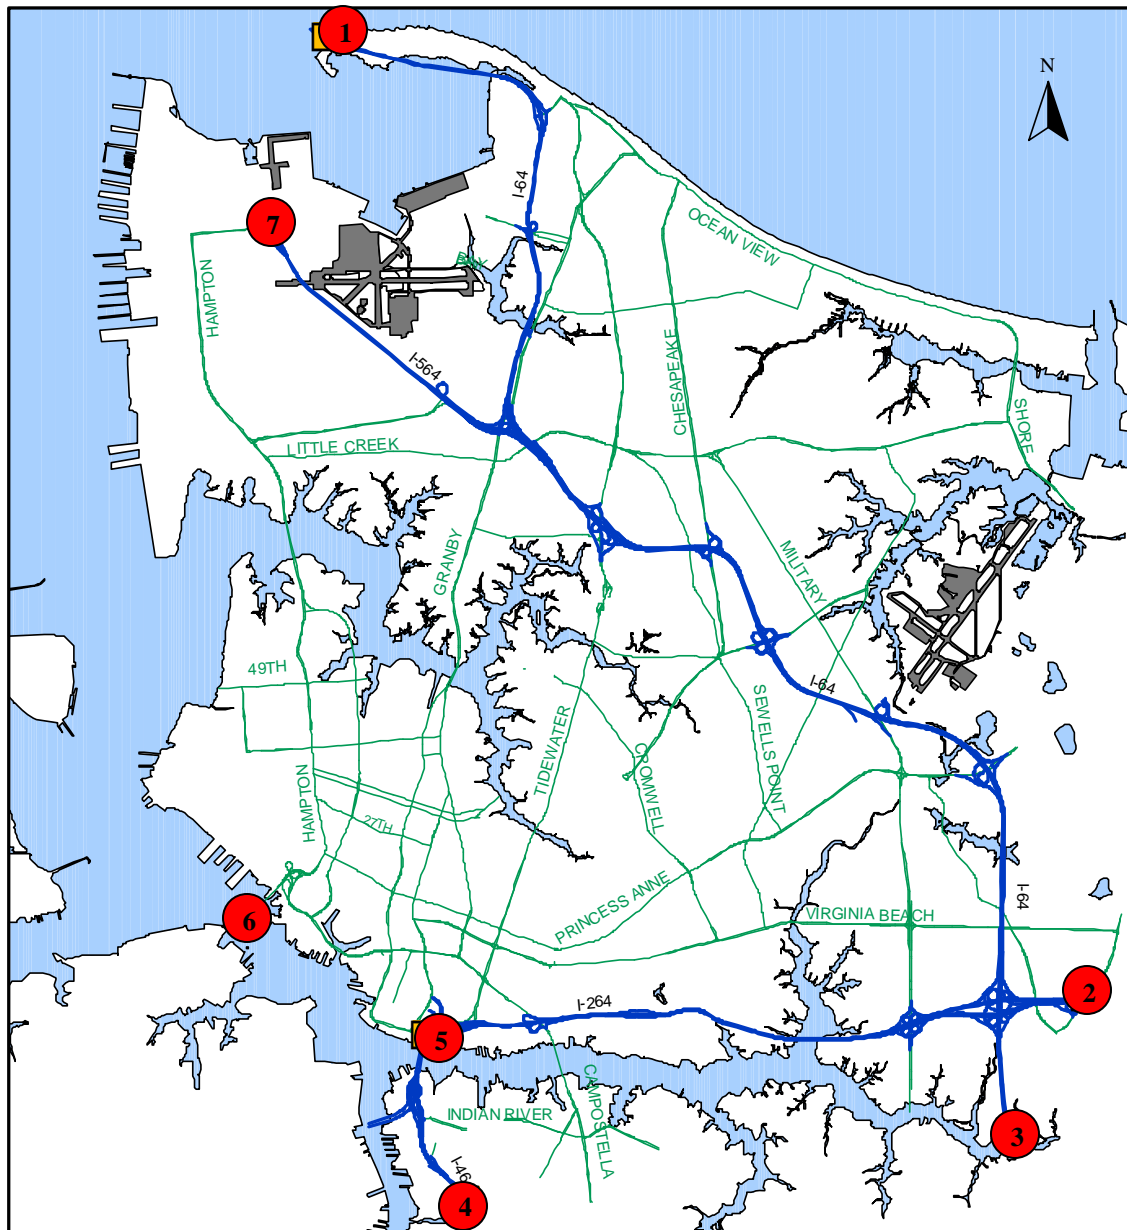 1
N
I-64
7
OCEAN VIEW
BAY
HAMPTON
I-564
CHESAPEAKE
SHORE
LITTLE CREEK
GRANBY
MILITARY
49TH
I-64
SEWELLS POINT
TIDEWATER
CROMWELL
HAMPTON
27TH
I-64
PRINCESS ANNE
VIRGINIA BEACH
6
2
I-264
5
CAMPOSTELLA
INDIAN RIVER
3
I-46
4